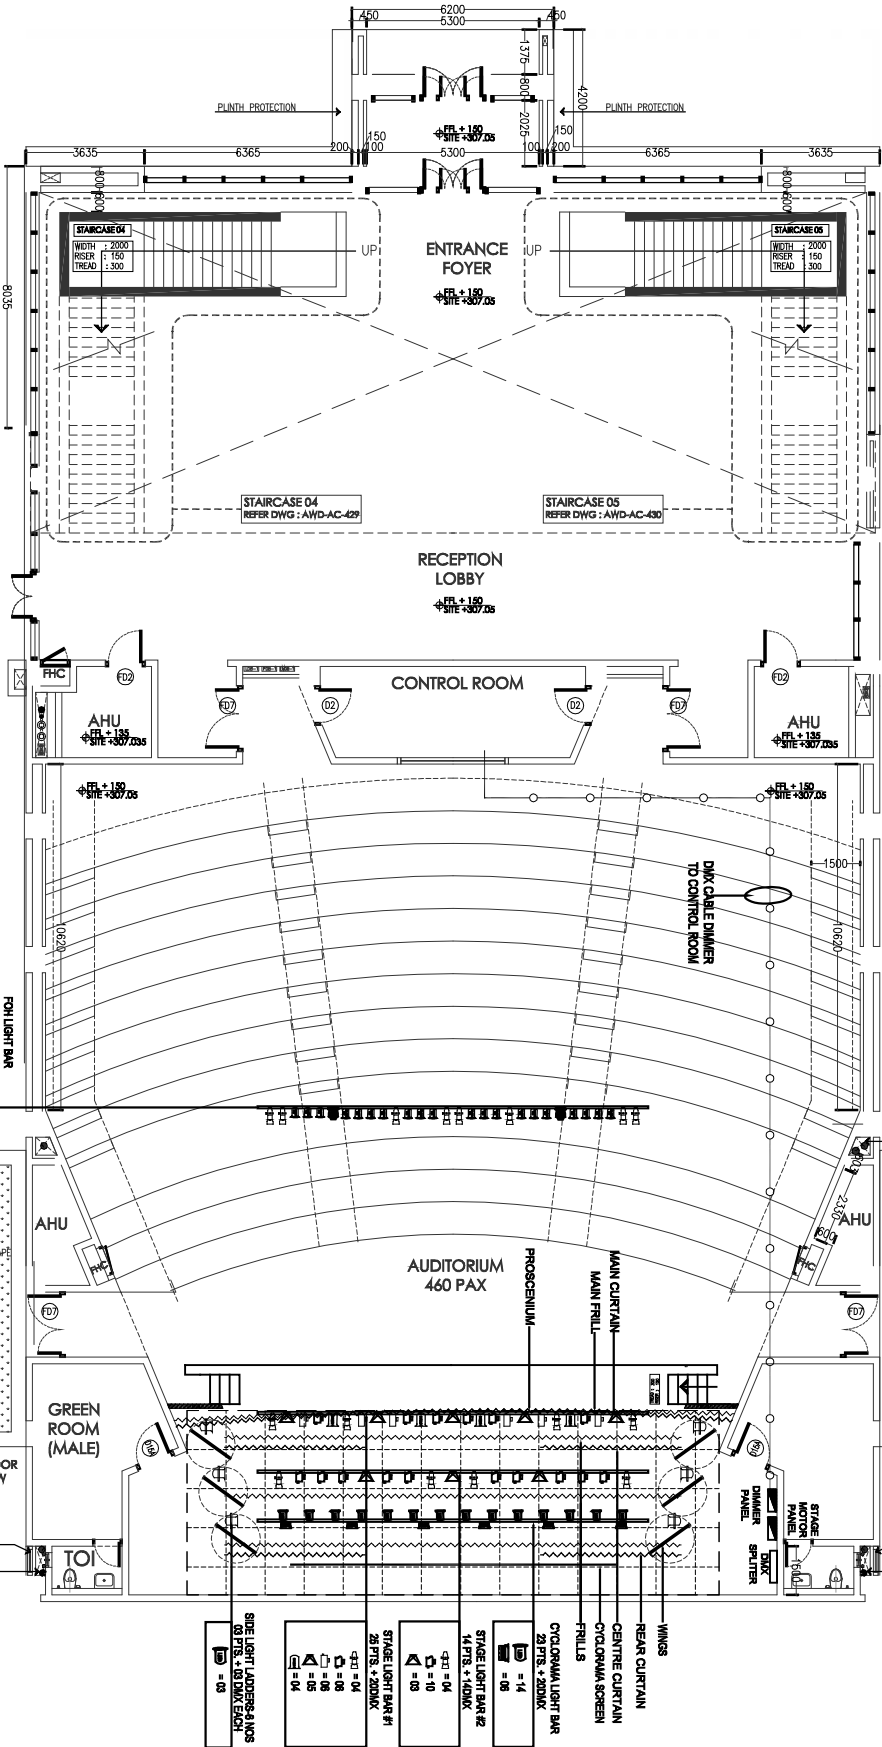 6200
450
5300
450
1375
800
2025
4200
PLINTH PROTECTION
PLINTH PROTECTION
FFL + 150
SITE +307.05
150
150
3635
6365
200
100
5300
100
200
6365
3635
800
600
800
600
8035
STAIRCASE 04
WIDTH : 2000
RISER : 150
TREAD : 300
UP
ENTRANCE
FOYER
FFL + 150
SITE +307.05
UP
STAIRCASE 05
WIDTH : 2000
RISER : 150
TREAD : 300
STAIRCASE 04
REFER DWG : AWD-AC-429
STAIRCASE 05
REFER DWG : AWD-AC-430
RECEPTION
LOBBY
FFL + 150
SITE +307.05
FHC
FD2
FD2
CONTROL ROOM
FD7
D2
D2
FD7
AHU
FFL + 135
SITE +307.035
AHU
FFL + 135
SITE +307.035
FFL + 150
SITE +307.05
FFL + 150
SITE +307.05
1500
10620
10620
DMX CABLE DIMMER
TO CONTROL ROOM
FOH LIGHT BAR
2330
600
AHU
AHU
FHC
FHC
AUDITORIUM
460 PAX
PROSCENIUM
MAIN FRILL
MAIN CURTAIN
FD7
FD7
GREEN
ROOM
(MALE)
OR
W
TOI
DIMMER
PANEL
STAGE
MOTOR
PANEL
DMX
SPLITER
WINGS
REAR CURTAIN
CENTRE CURTAIN
CYCLORAMA SCREEN
FRILLS
CYCLORAMA LIGHT BAR
23 PTS. + 20DMX
= 14
= 06
STAGE LIGHT BAR #2
14 PTS. + 14DMX
= 04
= 10
= 03
STAGE LIGHT BAR #1
25 PTS. + 20DMX
= 04
= 08
= 06
= 05
= 04
SIDE LIGHT LADDERS-6 NOS
03 PTS. + 03 DMX EACH
= 03